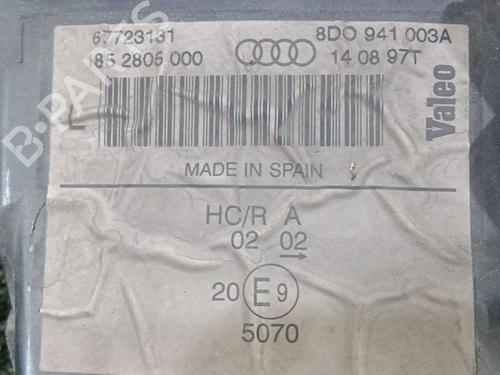 67723131 8D0 941 003A
185 2805 000 14 08 97T
L
Valeo
MADE IN SPAIN
HC/R A
02 02
20 E 9
5070
B-PARTS